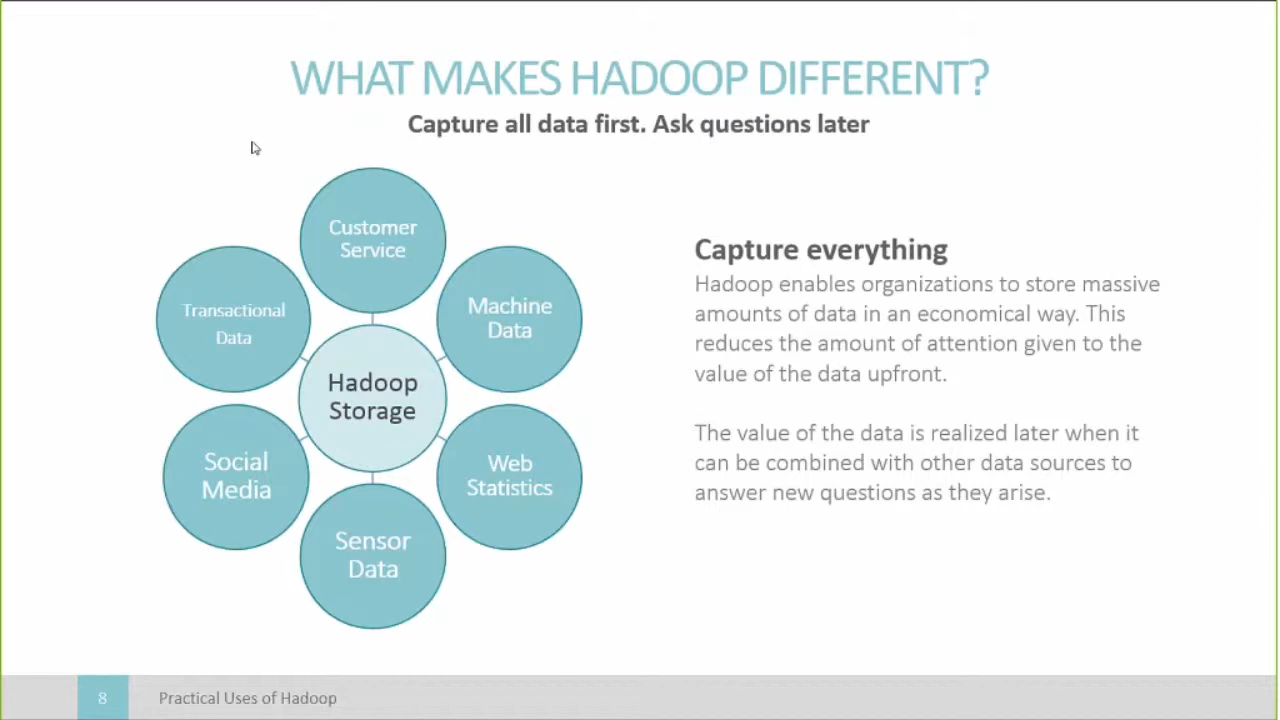 WHAT MAKES HADOOP DIFFERENT?
Capture all data first. Ask questions later
Customer
Service
Machine
Data
Web
Statistics
Sensor
Data
Social
Media
Transactional
Data
Hadoop
Storage
Capture everything
Hadoop enables organizations to store massive
amounts of data in an economical way. This
reduces the amount of attention given to the
value of the data upfront.
The value of the data is realized later when it
can be combined with other data sources to
answer new questions as they arise.
8
Practical Uses of Hadoop